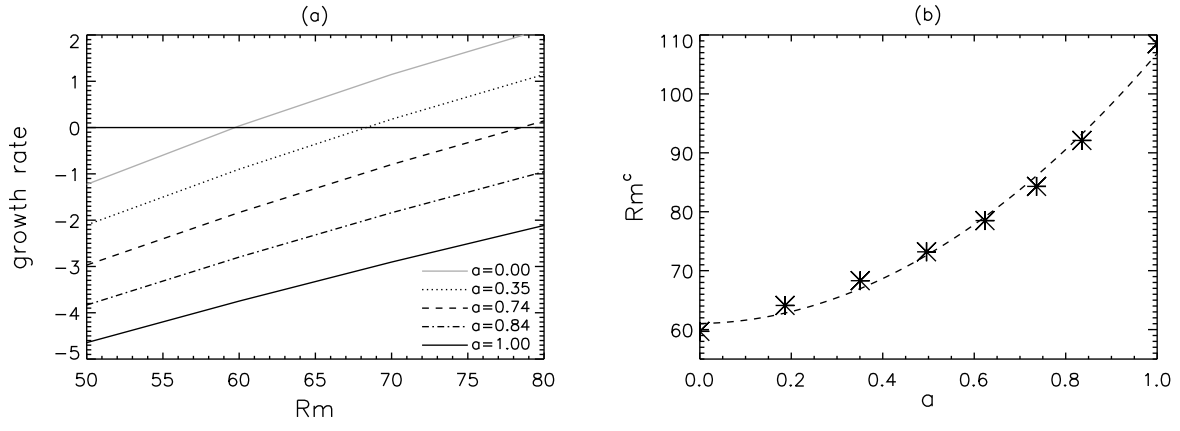 (a)
growth rate
2
1
0
−1
−2
−3
−4
−5
a=0.00
a=0.35
a=0.74
a=0.84
a=1.00
50 55 60 65 70 75 80
Rm
(b)
Rmᶜ
110
100
90
80
70
60
0.0 0.2 0.4 0.6 0.8 1.0
a